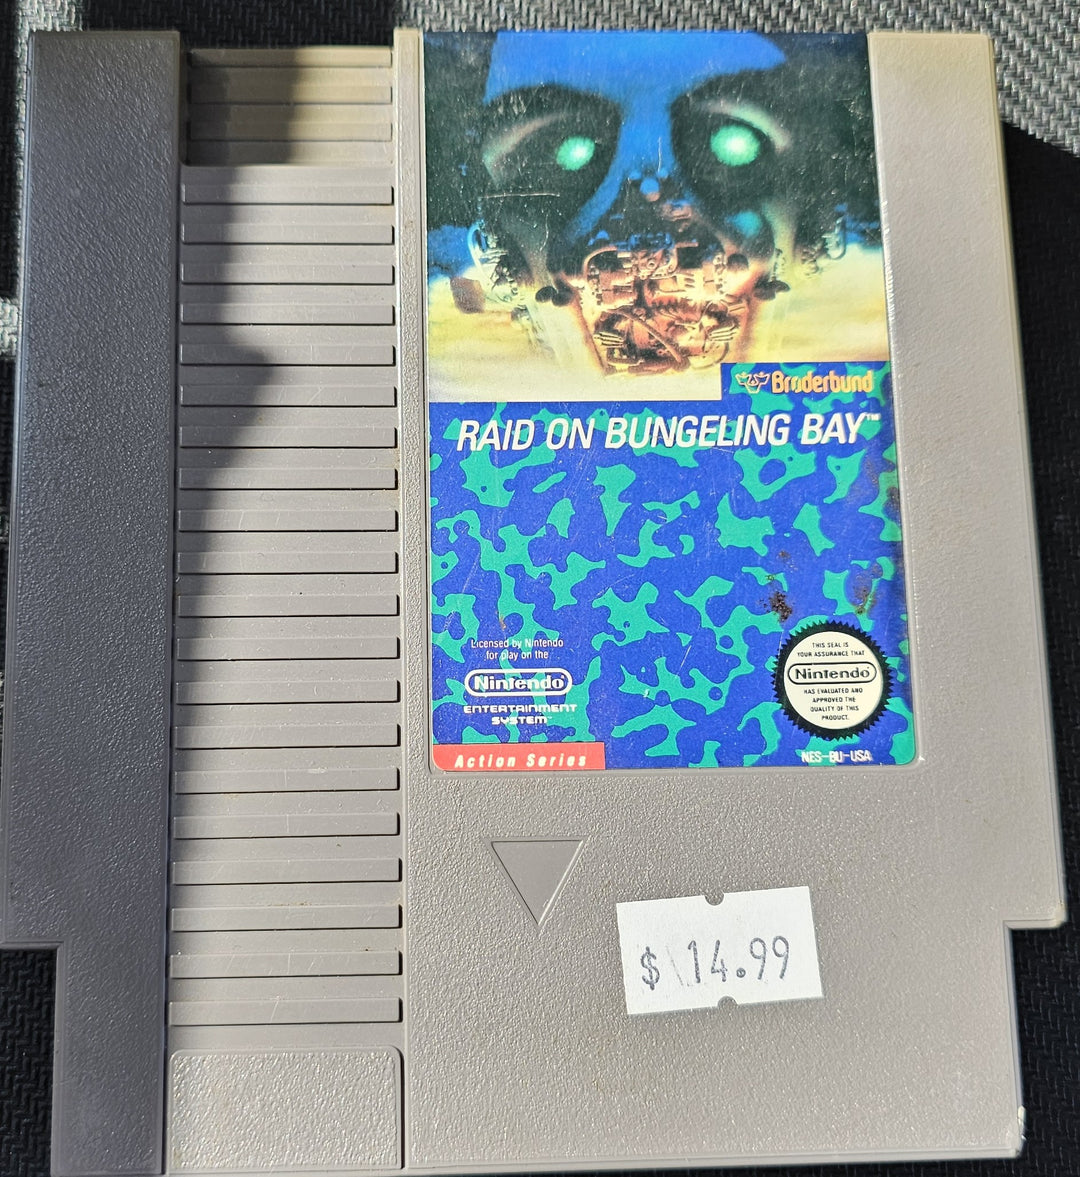 Brøderbund
RAID ON BUNGELING BAY™
Licensed by Nintendo
for play on the
Nintendo®
ENTERTAINMENT
SYSTEM™
THIS SEAL IS
YOUR ASSURANCE THAT
Nintendo®
HAS EVALUATED AND
APPROVED THE
QUALITY OF THIS
PRODUCT.
Action Series
NES-BU-USA
$ 14.99